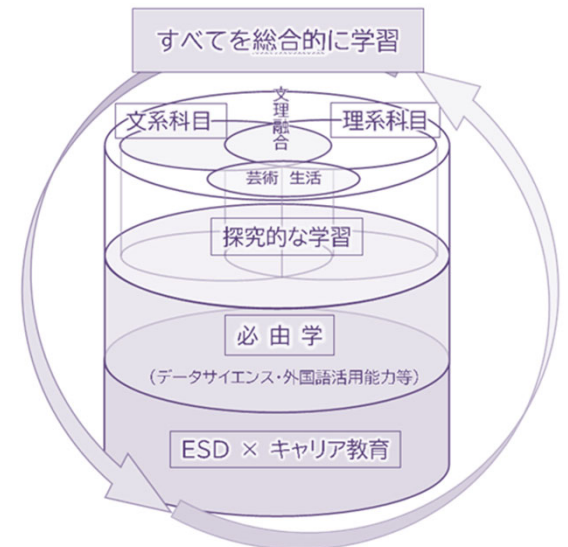 すべてを総合的に学習
文理融合
文系科目
理系科目
芸術 生活
探究的な学習
必由学
（データサイエンス・外国語活用能力等）
ESD × キャリア教育